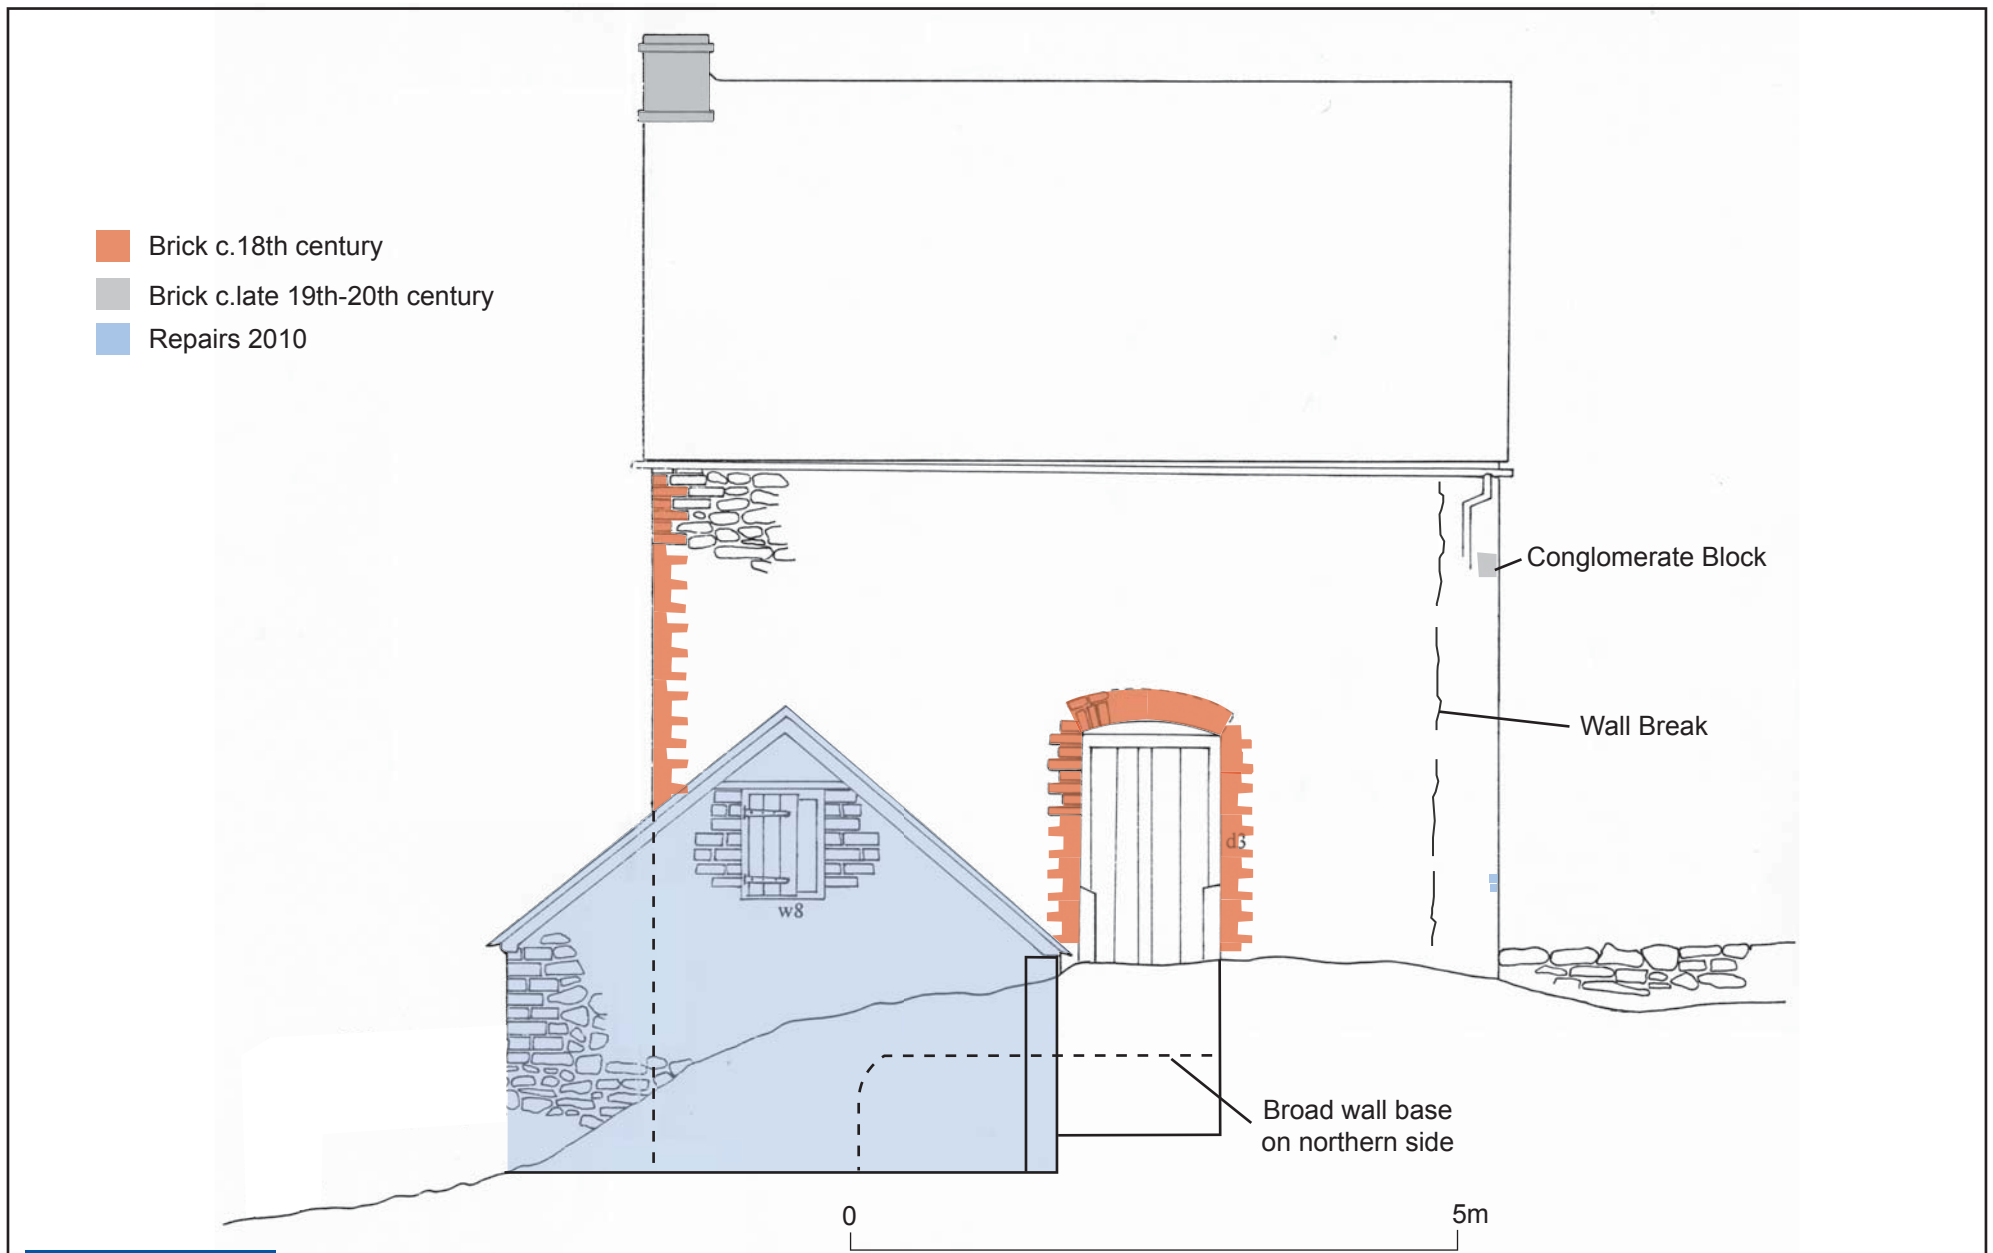 Brick c.18th century
Brick c.late 19th-20th century
Repairs 2010
Conglomerate Block
Wall Break
d3
w8
Broad wall base
on northern side
0 5m